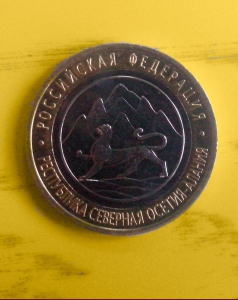 РОССИЙСКАЯ ФЕДЕРАЦИЯ
РЕСПУБЛИКА СЕВЕРНАЯ ОСЕТИЯ-АЛАНИЯ